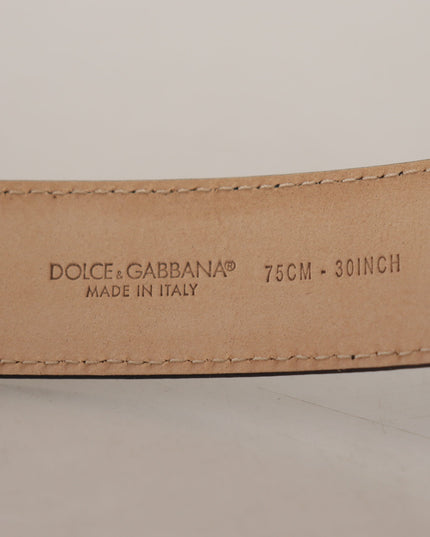 DOLCE & GABBANA® 75CM - 30INCH
MADE IN ITALY